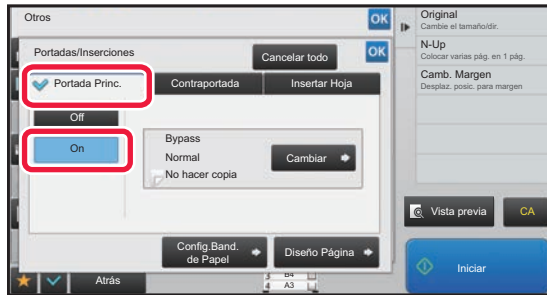 Otros
OK
Portadas/Inserciones
Cancelar todo
OK
Portada Princ.
Contraportada
Insertar Hoja
Off
On
Bypass
Normal
No hacer copia
Cambiar
Config.Band.
de Papel
Diseño Página
Atrás
3 B4
4 A3
Original
Cambie el tamaño/dir.
N-Up
Colocar varias pág. en 1 pág.
Camb. Margen
Desplaz. posic. para margen
Vista previa
CA
Iniciar